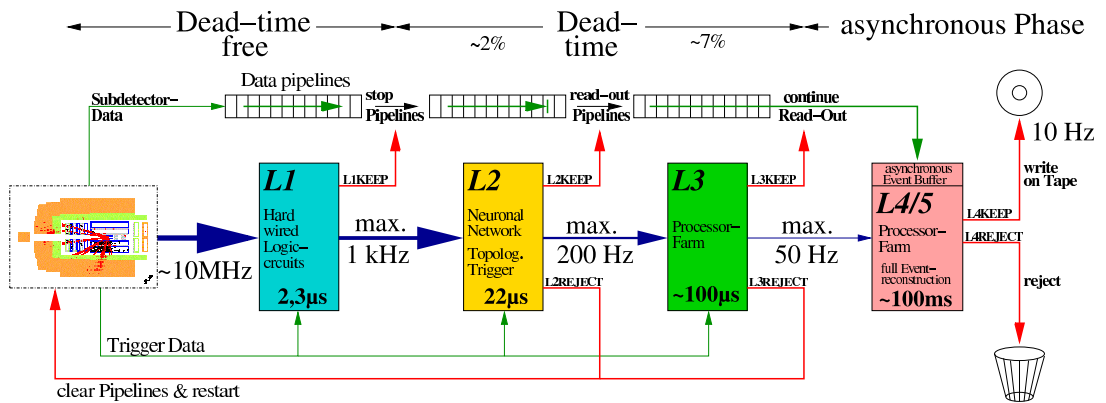 Dead−time
free
Dead−
time
~2%
~7%
asynchronous Phase
Data pipelines
Subdetector−
Data
stop
Pipelines
read−out
Pipelines
continue
Read−Out
10 Hz
write
on Tape
L1
Hard
wired
Logic−
circruits
2,3µs
L1KEEP
L2
Neuronal
Network
Topolog.
Trigger
22µs
L2KEEP
L2REJECT
L3
Processor−
Farm
~100µs
L3KEEP
L3REJECT
asynchronous
Event Buffer
L4/5
Processor−
Farm
full Event−
reconstruction
~100ms
L4KEEP
L4REJECT
reject
~10MHz
max.
1 kHz
max.
200 Hz
max.
50 Hz
Trigger Data
clear Pipelines & restart